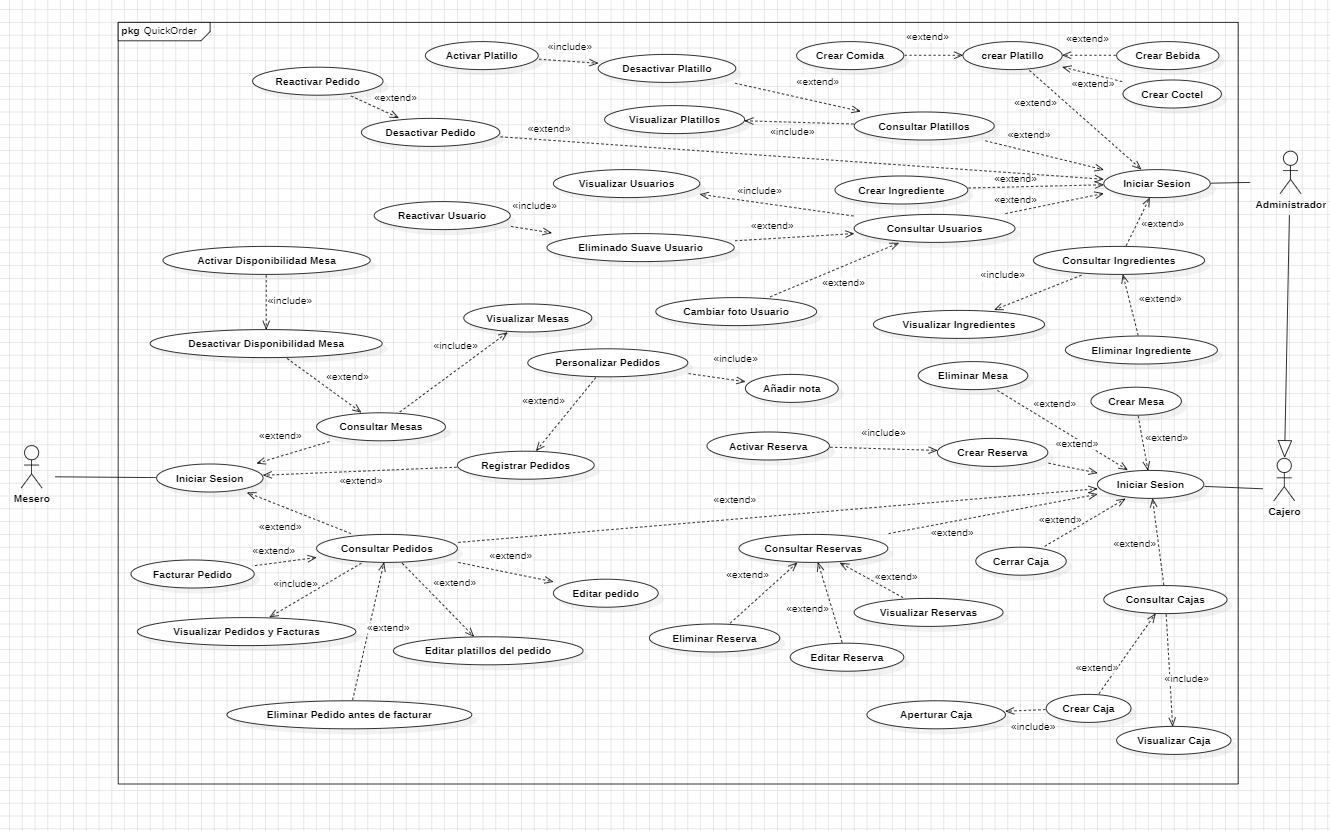 pkg QuickOrder
Activar Platillo
«include»
Desactivar Platillo
Crear Comida
«extend»
crear Platillo
«extend»
Crear Bebida
«extend»
Crear Coctel
Reactivar Pedido
«extend»
Desactivar Pedido
«extend»
Visualizar Platillos
«include»
«extend»
Consultar Platillos
«extend»
«extend»
Visualizar Usuarios
«include»
Crear Ingrediente
«extend»
Iniciar Sesion
Administrador
Reactivar Usuario
«include»
Eliminado Suave Usuario
«extend»
Consultar Usuarios
«extend»
«extend»
Consultar Ingredientes
Activar Disponibilidad Mesa
«include»
Desactivar Disponibilidad Mesa
«extend»
Cambiar foto Usuario
«extend»
«include»
Visualizar Ingredientes
«extend»
Eliminar Ingrediente
Visualizar Mesas
«include»
Personalizar Pedidos
«include»
Añadir nota
«extend»
Eliminar Mesa
«extend»
Crear Mesa
«extend»
Consultar Mesas
«extend»
Activar Reserva
«include»
Crear Reserva
«extend»
Mesero
Iniciar Sesion
«extend»
Registrar Pedidos
Iniciar Sesion
Cajero
«extend»
«extend»
Consultar Pedidos
«extend»
Facturar Pedido
«include»
Visualizar Pedidos y Facturas
«extend»
Editar pedido
«extend»
Editar platillos del pedido
«extend»
Eliminar Pedido antes de facturar
Consultar Reservas
«extend»
«extend»
Cerrar Caja
«extend»
Consultar Cajas
«extend»
Eliminar Reserva
«extend»
Editar Reserva
«extend»
Visualizar Reservas
«extend»
«include»
Aperturar Caja
«include»
Crear Caja
Visualizar Caja